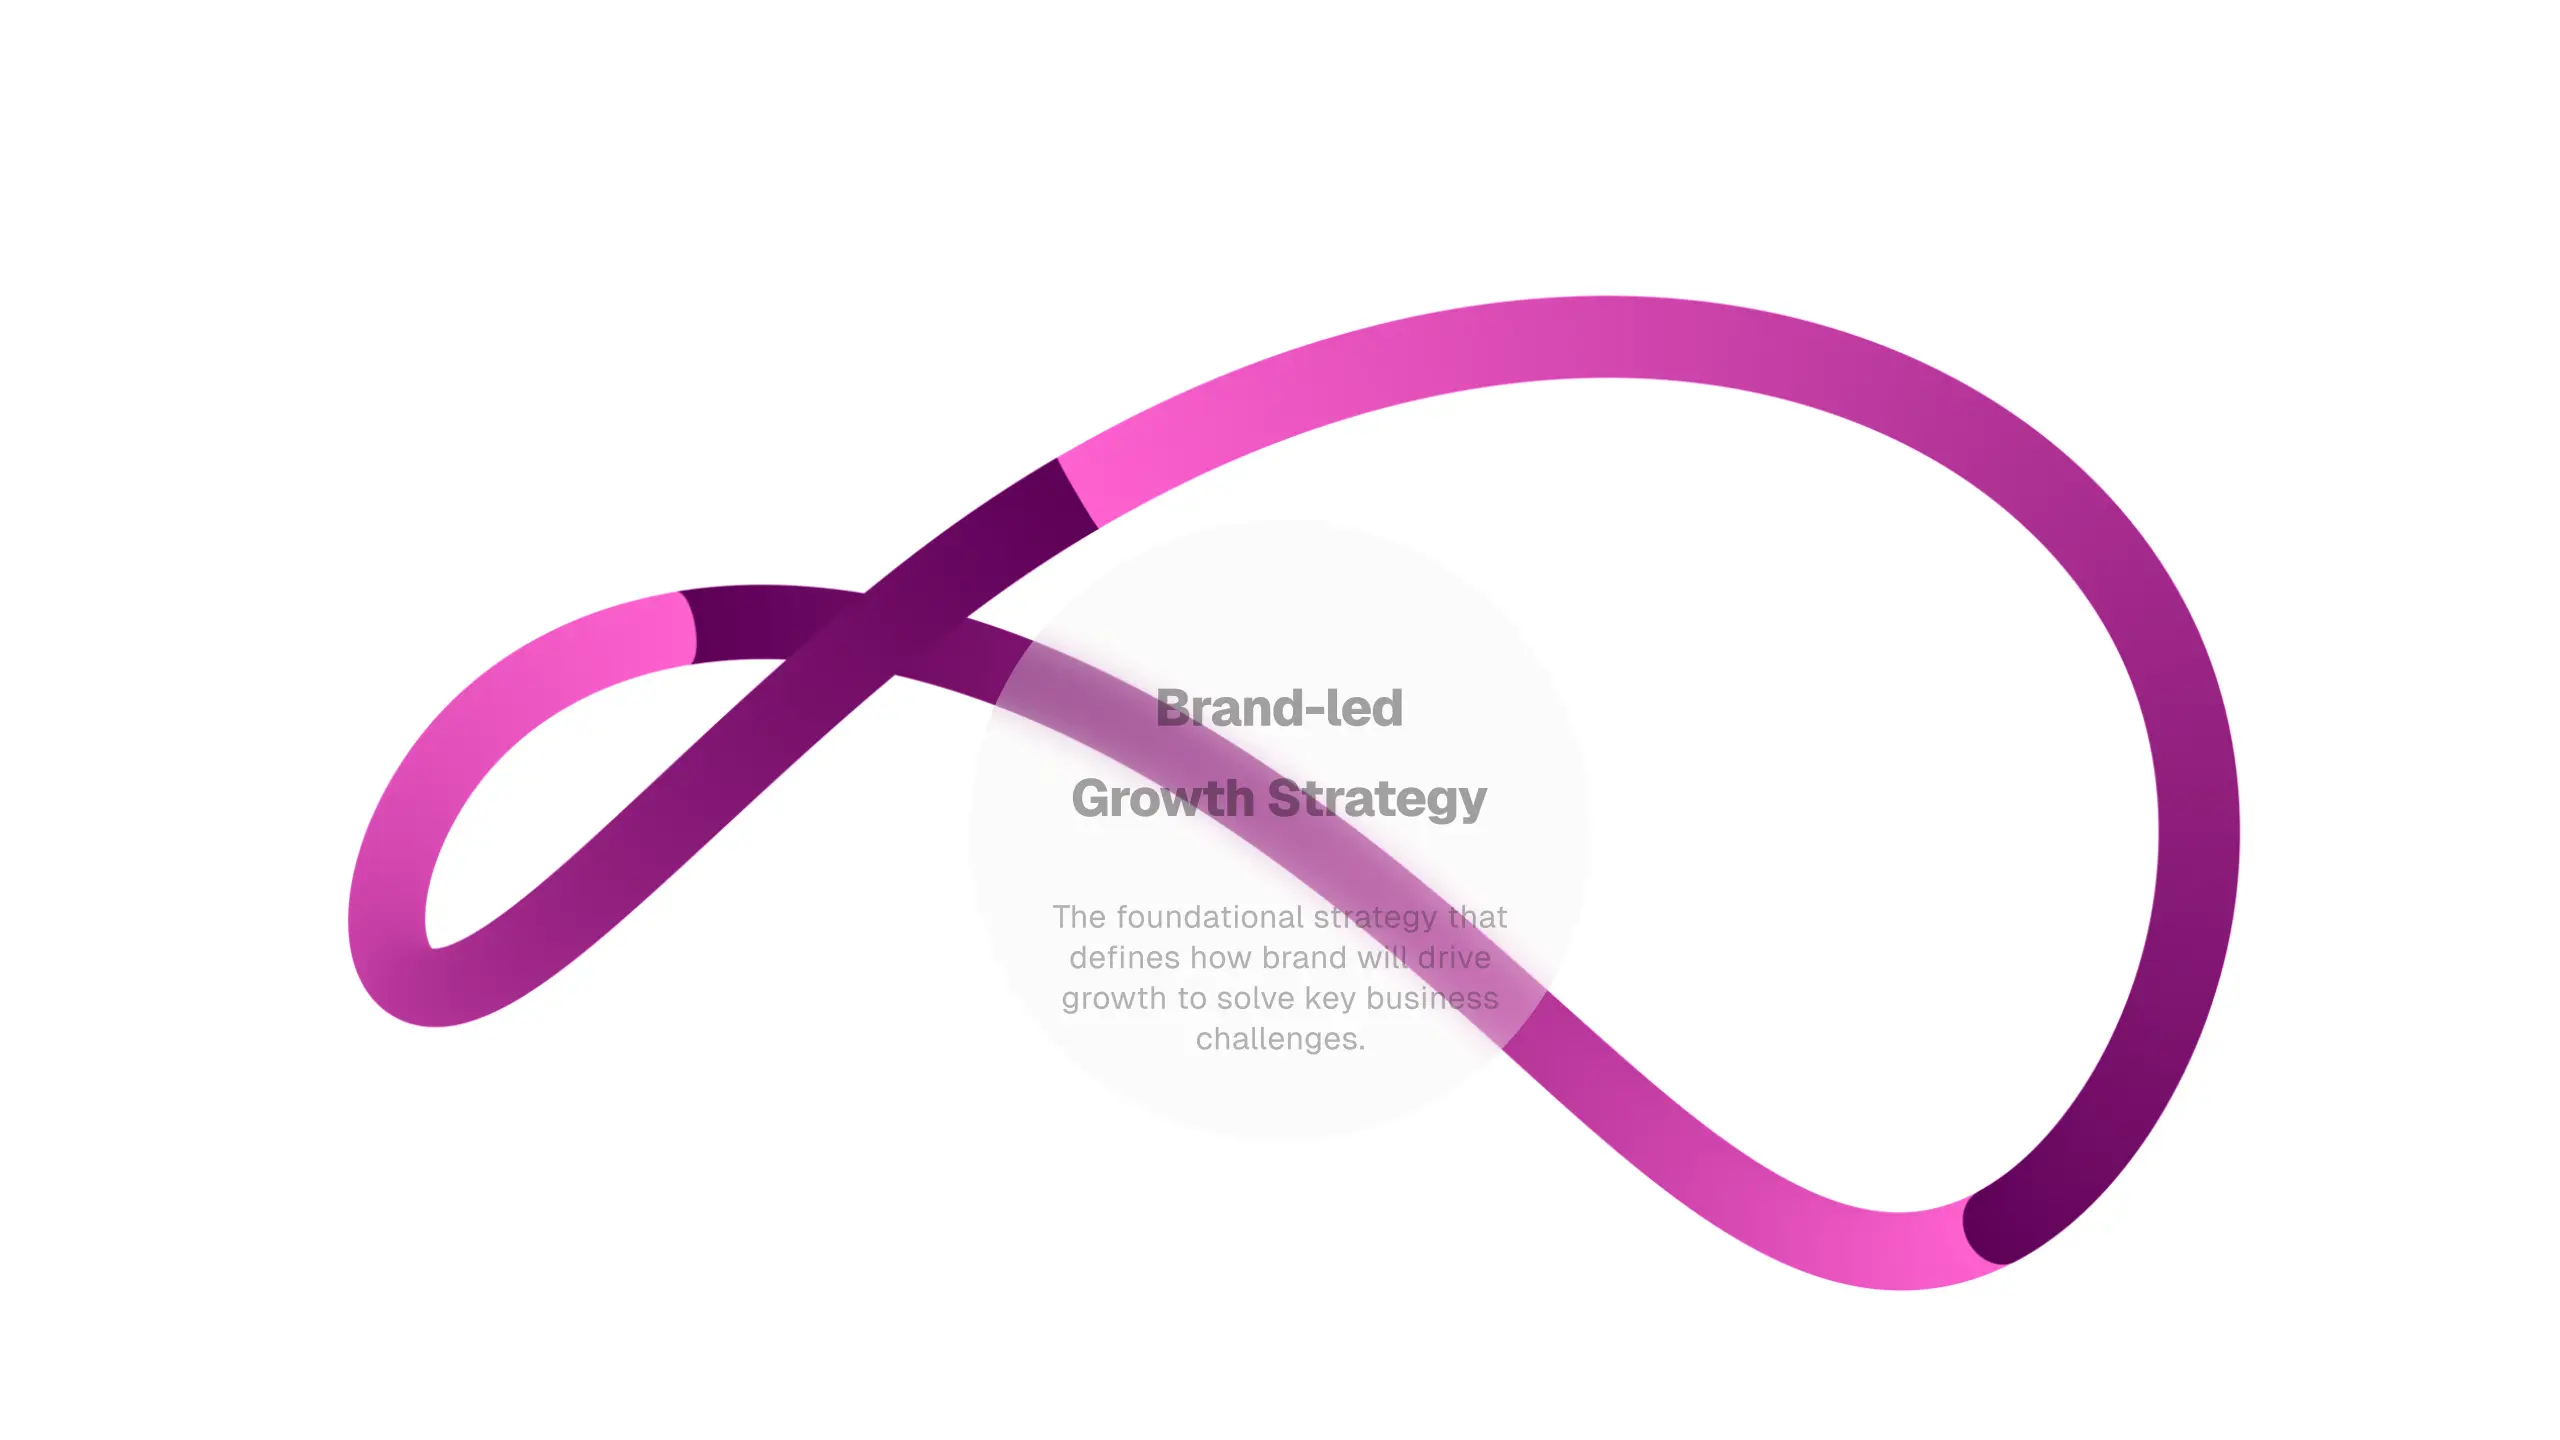 Brand-led
Growth Strategy
The foundational strategy that
defines how brand will drive
growth to solve key business
challenges.